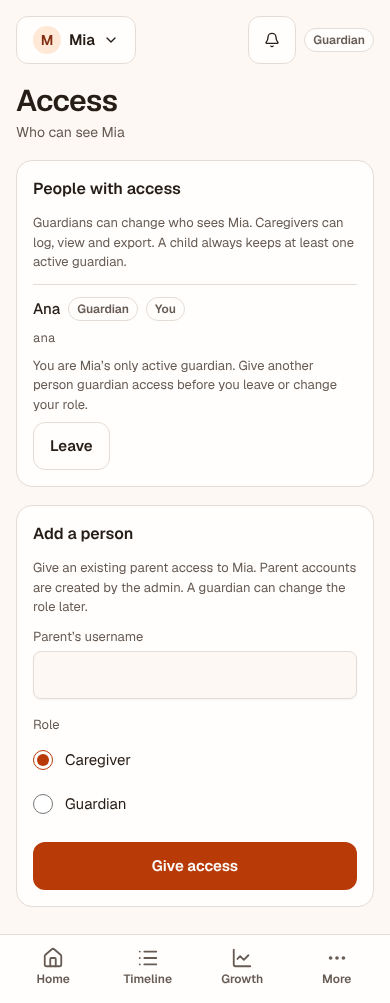 M Mia Guardian
Access
Who can see Mia
People with access
Guardians can change who sees Mia. Caregivers can
log, view and export. A child always keeps at least one
active guardian.
Ana Guardian You
ana
You are Mia's only active guardian. Give another
person guardian access before you leave or change
your role.
Leave
Add a person
Give an existing parent access to Mia. Parent accounts
are created by the admin. A guardian can change the
role later.
Parent's username
Role
Caregiver
Guardian
Give access
Home Timeline Growth More